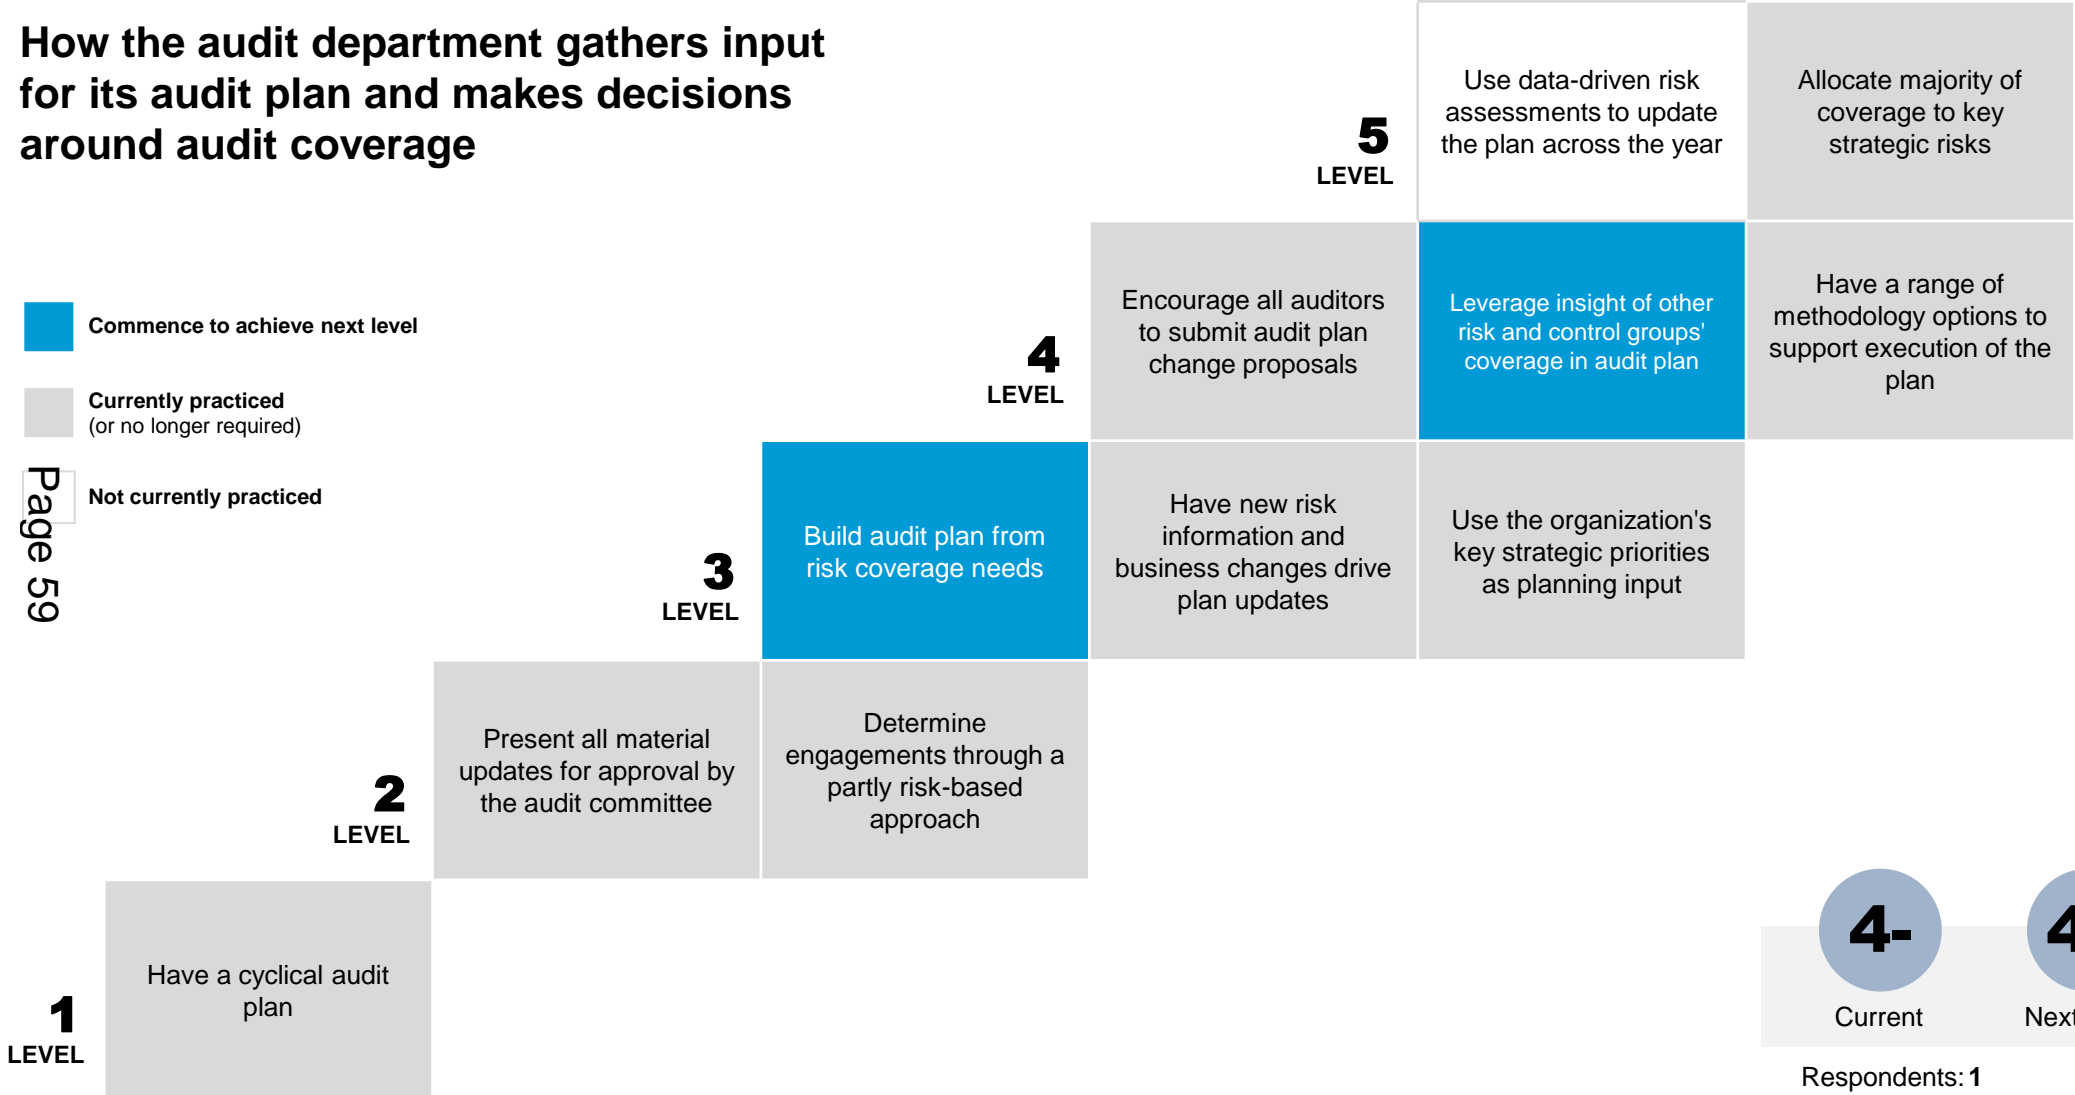 How the audit department gathers input
for its audit plan and makes decisions
around audit coverage
Commence to achieve next level
Currently practiced
(or no longer required)
Not currently practiced
Page 59
5
LEVEL
Use data-driven risk
assessments to update
the plan across the year
Allocate majority of
coverage to key
strategic risks
4
LEVEL
Encourage all auditors
to submit audit plan
change proposals
Leverage insight of other
risk and control groups'
coverage in audit plan
Have a range of
methodology options to
support execution of the
plan
3
LEVEL
Build audit plan from
risk coverage needs
Have new risk
information and
business changes drive
plan updates
Use the organization's
key strategic priorities
as planning input
2
LEVEL
Present all material
updates for approval by
the audit committee
Determine
engagements through a
partly risk-based
approach
1
LEVEL
Have a cyclical audit
plan
4-
Current
4
Next
Respondents: 1